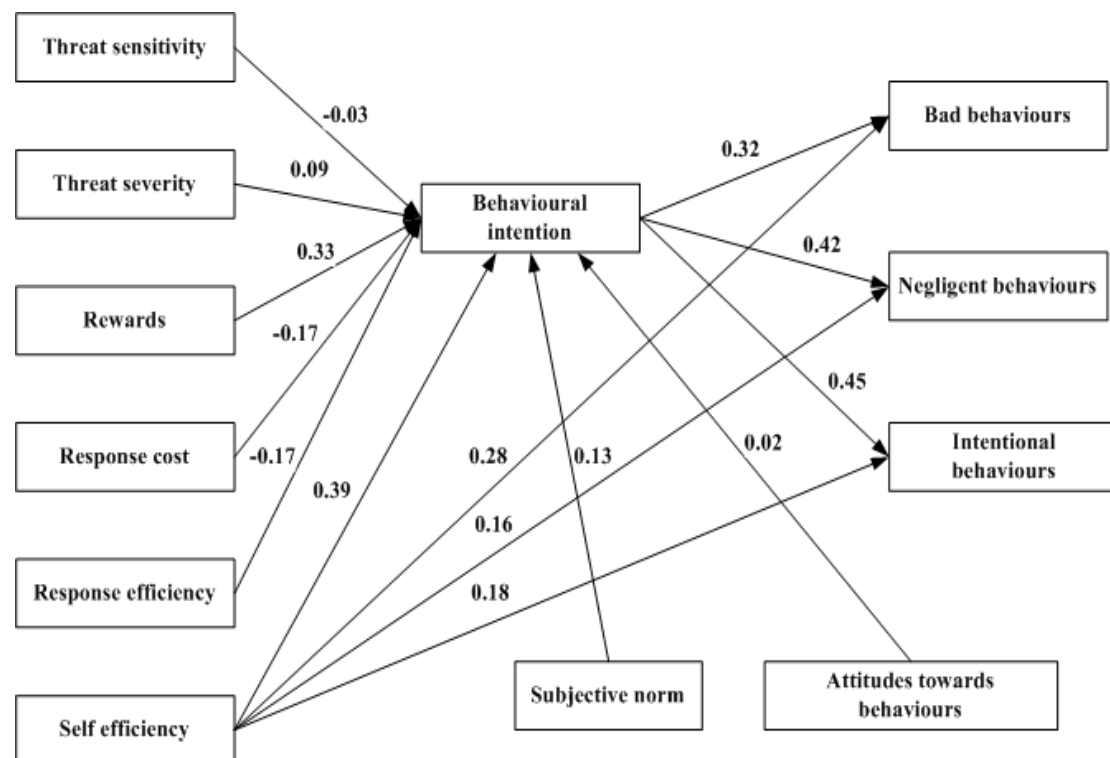 Threat sensitivity
-0.03
Bad behaviours
0.32
Threat severity
0.09
Behavioural
intention
0.42
Negligent behaviours
0.33
Rewards
-0.17
0.45
Response cost
-0.17
0.28
0.13
0.02
Intentional
behaviours
0.39
0.16
Response efficiency
0.18
Self efficiency
Subjective norm
Attitudes towards
behaviours